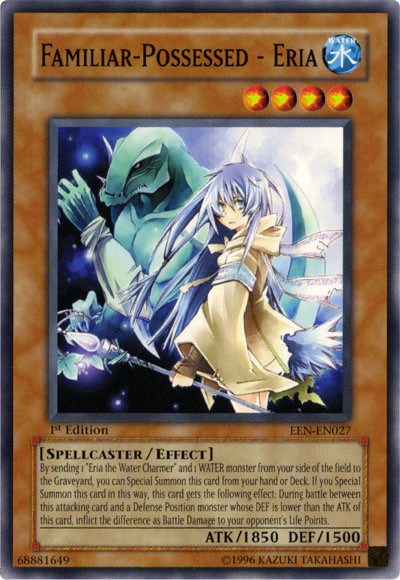 FAMILIAR-POSSESSED - ERIA
WATER
水
1st Edition
EEN-EN027
[SPELLCASTER / EFFECT]
By sending 1 "Eria the Water Charmer" and 1 WATER monster from your side of the field to
the Graveyard, you can Special Summon this card from your hand or Deck. If you Special
Summon this card in this way, this card gets the following effect: During battle between
this attacking card and a Defense Position monster whose DEF is lower than the ATK of
this card, inflict the difference as Battle Damage to your opponent's Life Points.
ATK/1850 DEF/1500
68881649
©1996 KAZUKI TAKAHASHI